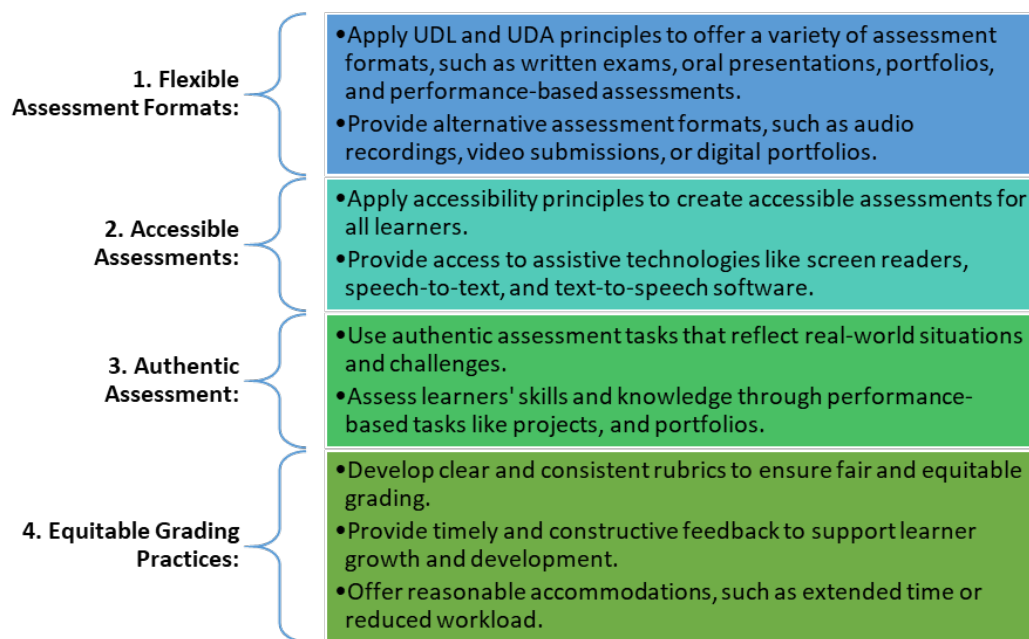 1. Flexible
Assessment Formats:
•Apply UDL and UDA principles to offer a variety of assessment
formats, such as written exams, oral presentations, portfolios,
and performance-based assessments.
•Provide alternative assessment formats, such as audio
recordings, video submissions, or digital portfolios.
2. Accessible
Assessments:
•Apply accessibility principles to create accessible assessments for
all learners.
•Provide access to assistive technologies like screen readers,
speech-to-text, and text-to-speech software.
3. Authentic
Assessment:
•Use authentic assessment tasks that reflect real-world situations
and challenges.
•Assess learners' skills and knowledge through performance-
based tasks like projects, and portfolios.
4. Equitable Grading
Practices:
•Develop clear and consistent rubrics to ensure fair and equitable
grading.
•Provide timely and constructive feedback to support learner
growth and development.
•Offer reasonable accommodations, such as extended time or
reduced workload.